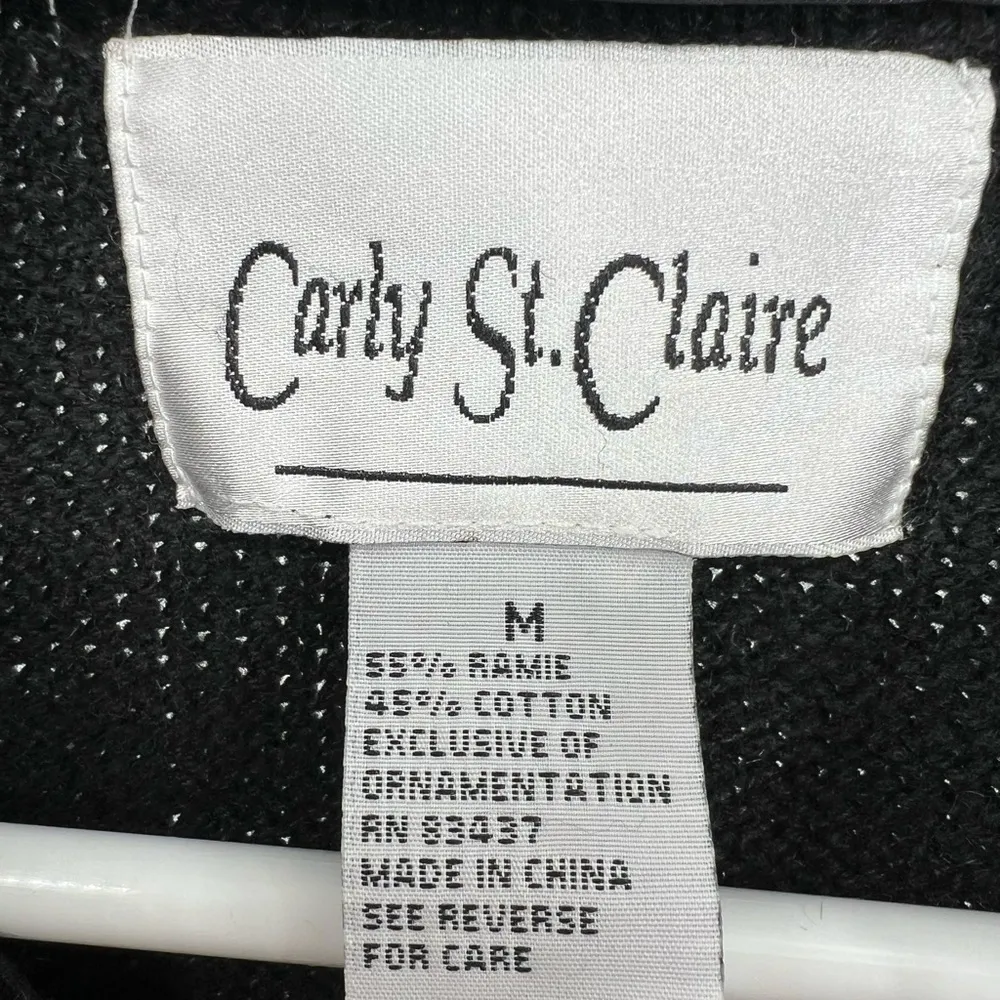 Carly St. Claire
M
55% RAMIE
45% COTTON
EXCLUSIVE OF
ORNAMENTATION
RN 83437
MADE IN CHINA
SEE REVERSE
FOR CARE